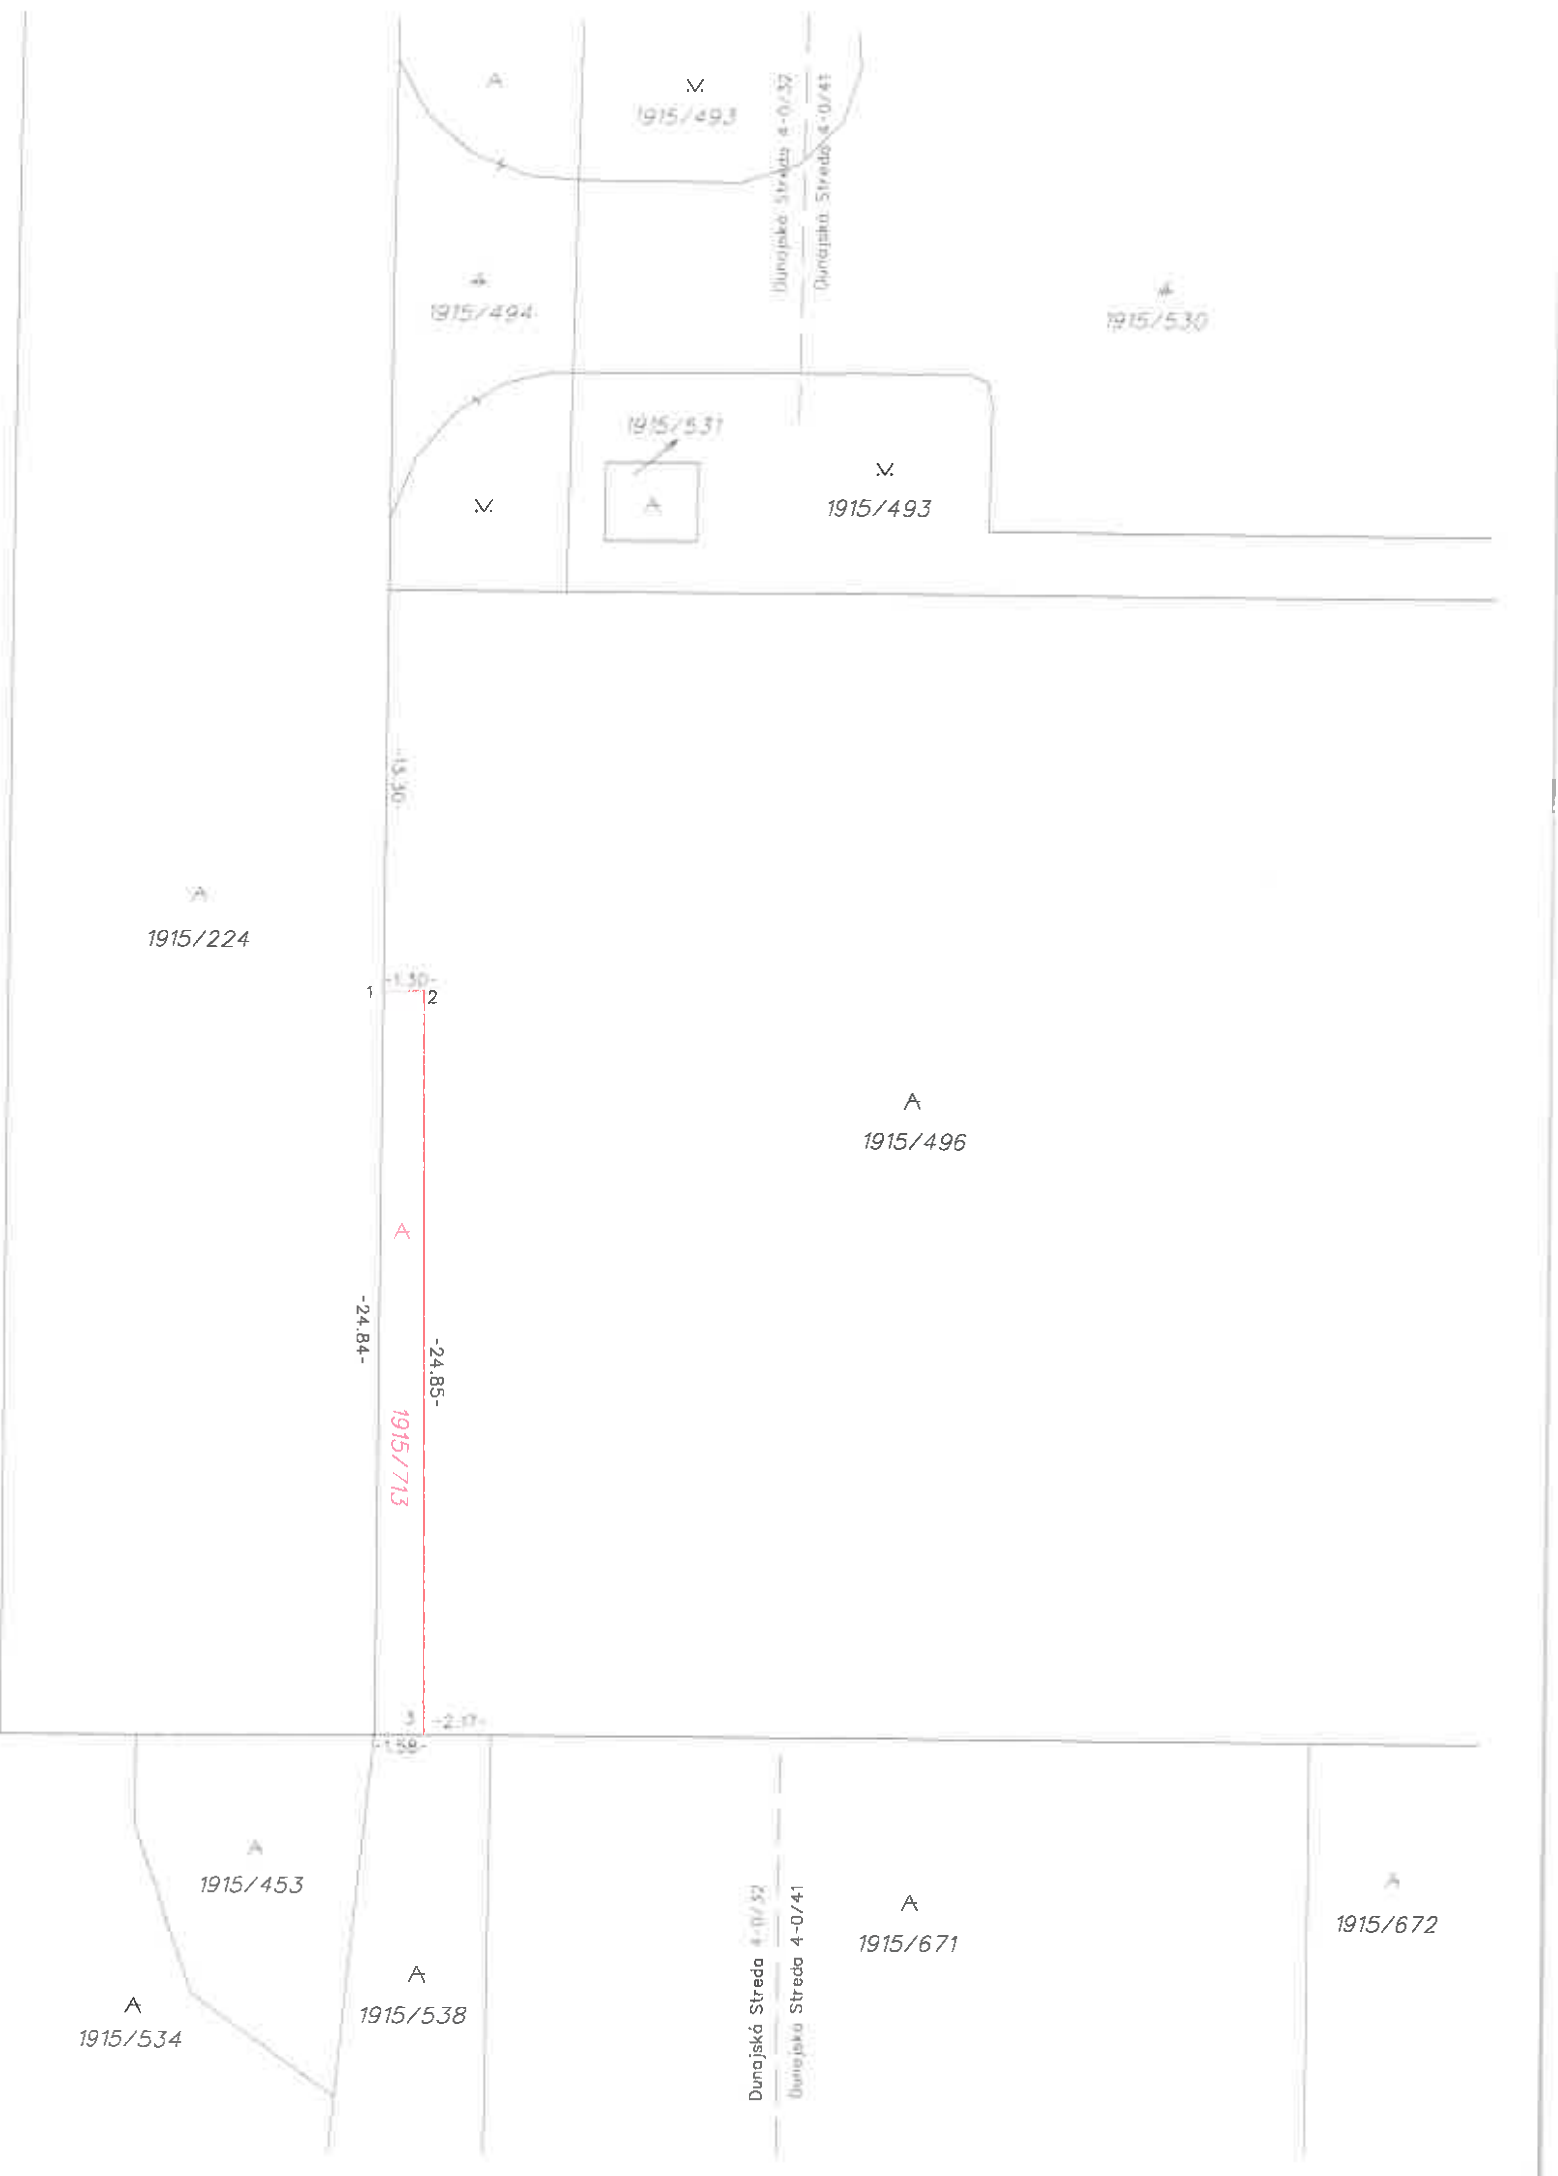 A
V
1915/493
Dunajská Streda 4-0/32
Dunajská Streda 4-0/41
1915/494
1915/530
1915/531
V
A
V
1915/493
-13.30-
A
1915/224
-1.30-
1
2
A
1915/496
A
-24.84-
-24.85-
1915/713
3
-2.17-
-1.58-
A
1915/453
A
1915/534
A
1915/538
Dunajská Streda 4-0/32
Dunajská Streda 4-0/41
A
1915/671
A
1915/672